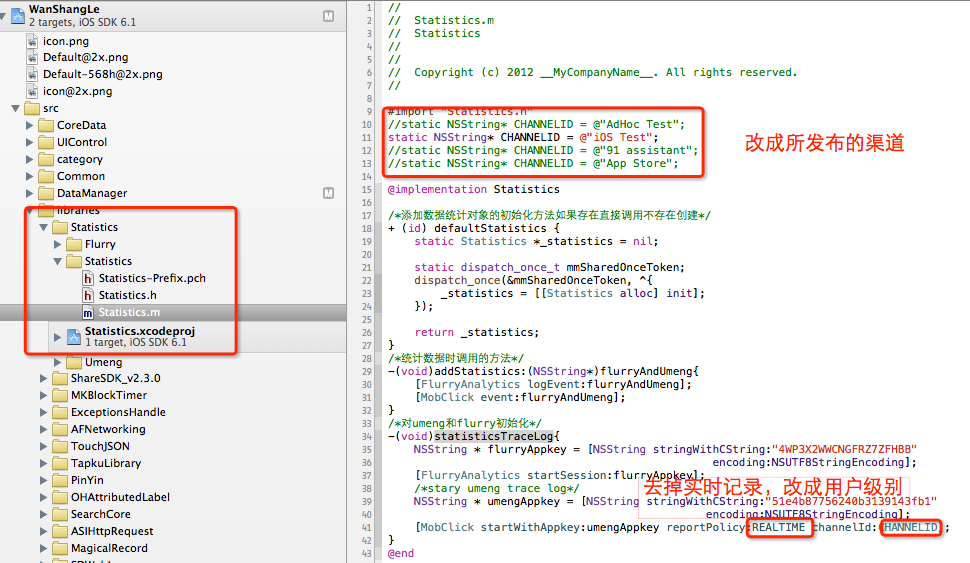 WanShangLe
2 targets, iOS SDK 6.1
M
icon.png
Default@2x.png
Default-568h@2x.png
icon@2x.png
src
CoreData
UIControl
category
Common
DataManager
M
libraries
Statistics
Flurry
Statistics
Statistics-Prefix.pch
Statistics.h
Statistics.m
Statistics.xcodeproj
1 target, iOS SDK 6.1
Umeng
ShareSDK_v2.3.0
MKBlockTimer
ExceptionsHandle
AFNetworking
TouchJSON
TapkuLibrary
PinYin
OHAttributedLabel
SearchCore
ASIHttpRequest
MagicalRecord
1 //
2 // Statistics.m
3 // Statistics
4 //
5 //
6 // Copyright (c) 2012 __MyCompanyName__. All rights reserved.
7 //
8
9 #import "Statistics.h"
10 //static NSString* CHANNELID = @"AdHoc Test";
11 static NSString* CHANNELID = @"iOS Test";
12 //static NSString* CHANNELID = @"91 assistant";
13 //static NSString* CHANNELID = @"App Store";
改成所发布的渠道
14
15 @implementation Statistics
16
17 /*添加数据统计对象的初始化方法如果存在直接调用不存在创建*/
18 + (id) defaultStatistics {
19 static Statistics *_statistics = nil;
20
21 static dispatch_once_t mmSharedOnceToken;
22 dispatch_once(&mmSharedOnceToken, ^{
23 _statistics = [[Statistics alloc] init];
24 });
25
26 return _statistics;
27 }
28 /*统计数据时调用的方法*/
29 -(void)addStatistics:(NSString*)flurryAndUmeng{
30 [FlurryAnalytics logEvent:flurryAndUmeng];
31 [MobClick event:flurryAndUmeng];
32 }
33 /*对umeng和flurry初始化*/
34 -(void)statisticsTraceLog{
35 NSString * flurryAppkey = [NSString stringWithCString:"4WP3X2WWCNGFRZ7ZFHBB"
36 encoding:NSUTF8StringEncoding];
37 [FlurryAnalytics startSession:flurryAppkey];
38 /*stary umeng trace log*/
去掉实时记录，改成用户级别
39 NSString * umengAppkey = [NSString stringWithCString:"51e4b87756240b3139143fb1"
40 encoding:NSUTF8StringEncoding];
41 [MobClick startWithAppkey:umengAppkey reportPolicy:REALTIME channelId:CHANNELID];
42 }
43 @end